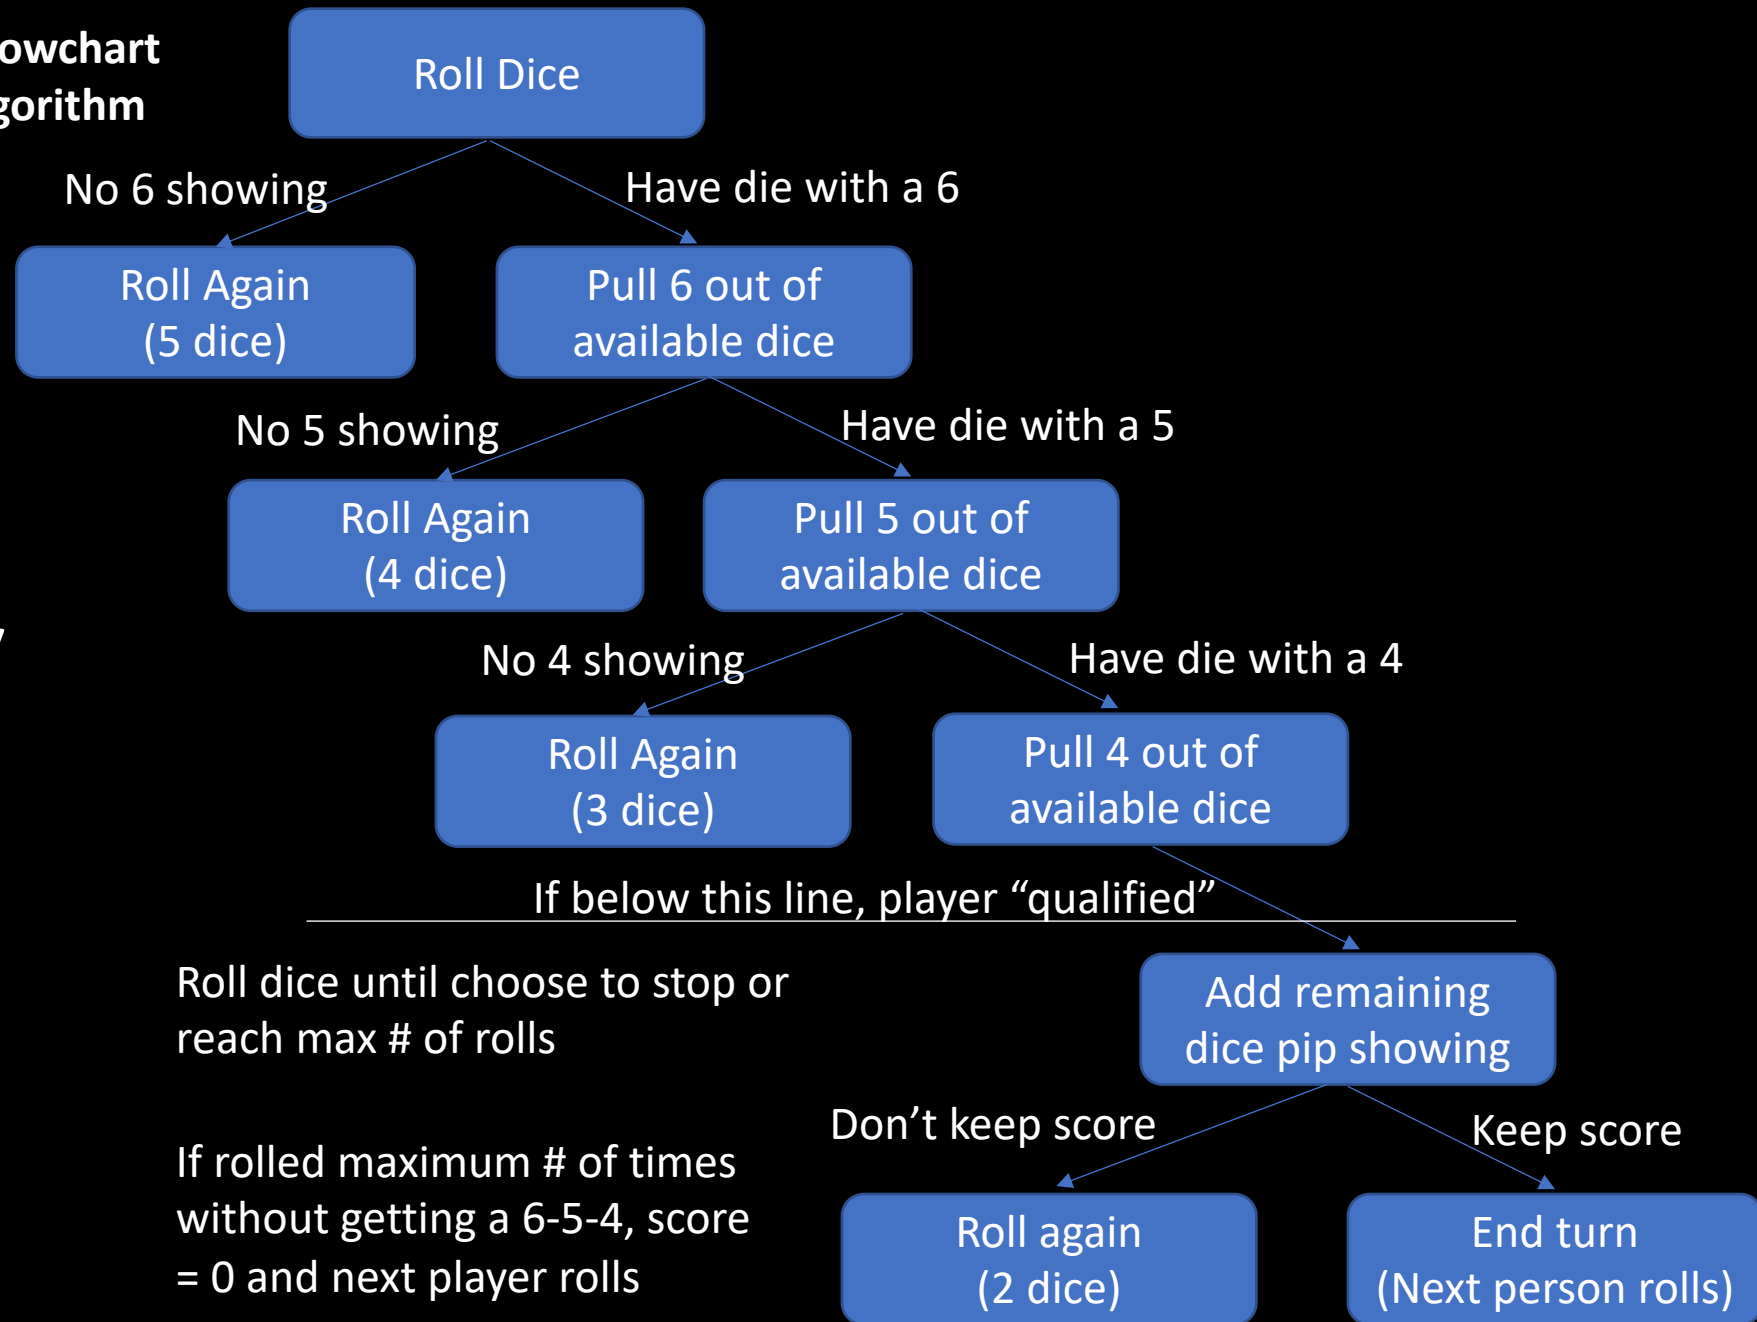 owchart
gorithm
Roll Dice
No 6 showing
Have die with a 6
Roll Again
(5 dice)
Pull 6 out of
available dice
No 5 showing
Have die with a 5
Roll Again
(4 dice)
Pull 5 out of
available dice
No 4 showing
Have die with a 4
Roll Again
(3 dice)
Pull 4 out of
available dice
If below this line, player “qualified”
Roll dice until choose to stop or
reach max # of rolls
Add remaining
dice pip showing
If rolled maximum # of times
without getting a 6-5-4, score
= 0 and next player rolls
Don’t keep score
Keep score
Roll again
(2 dice)
End turn
(Next person rolls)